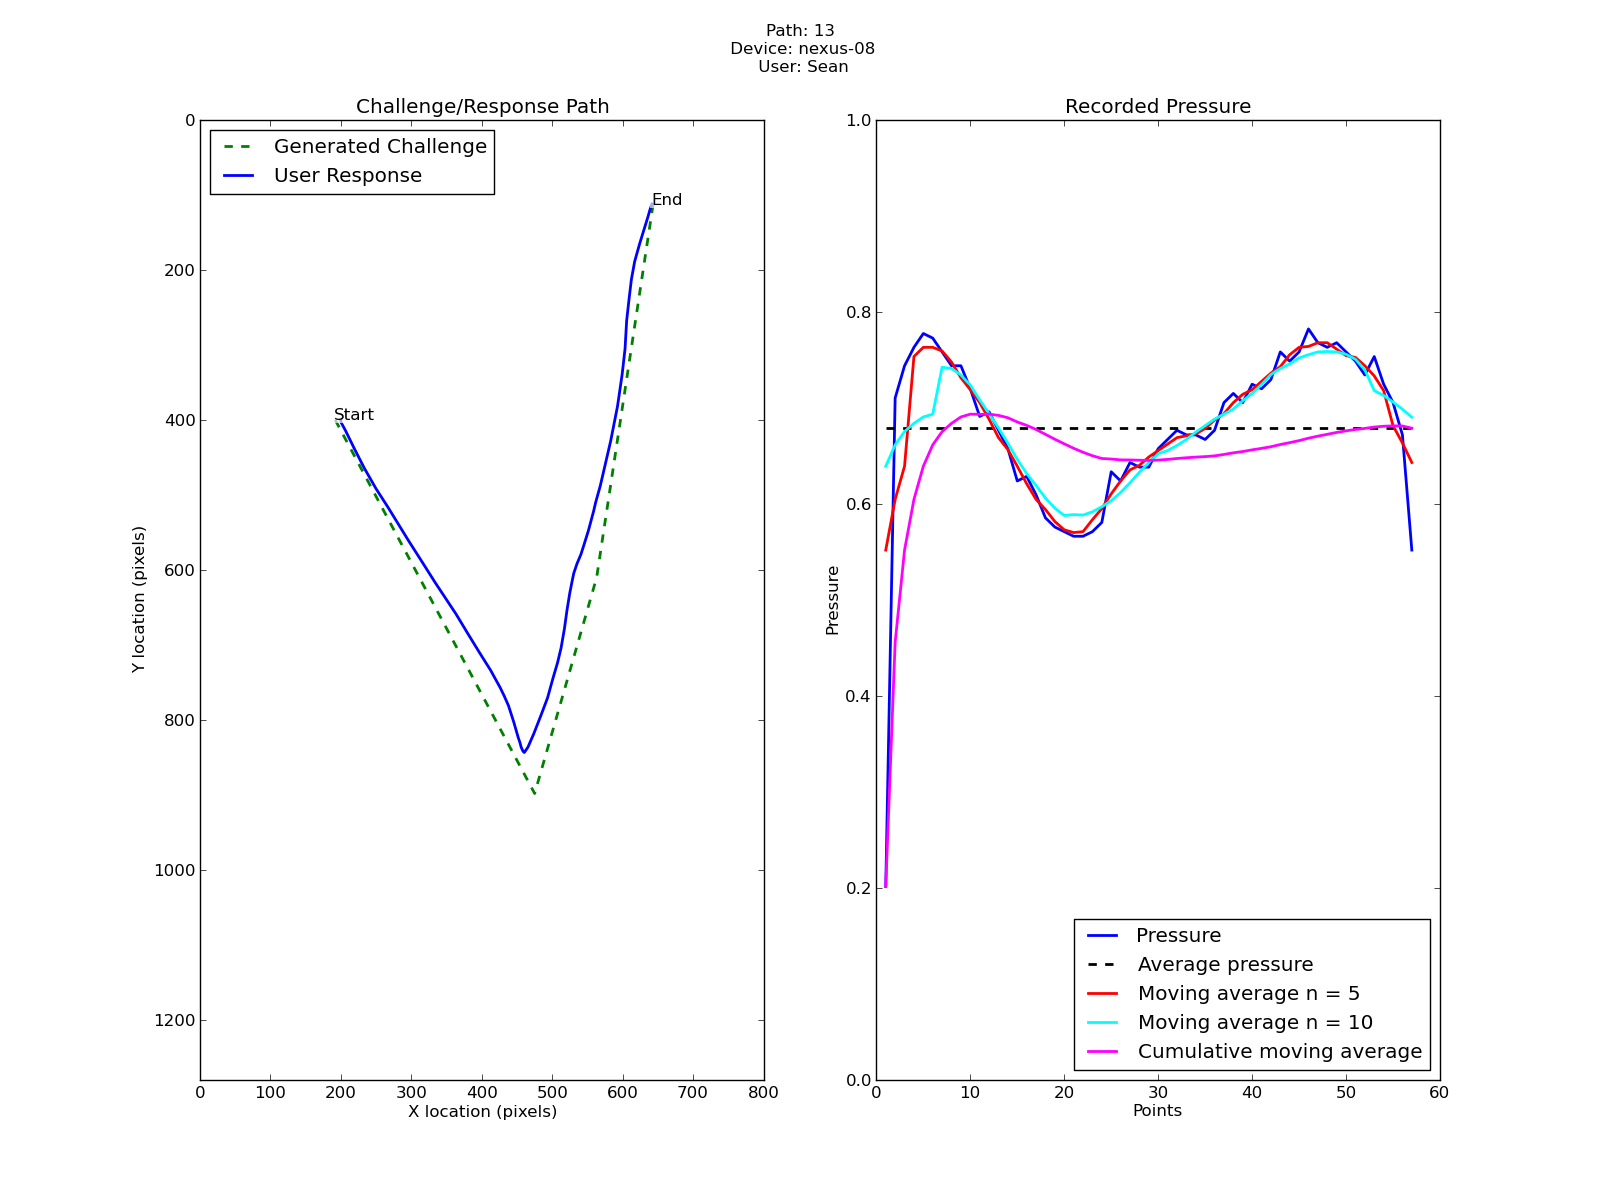 Path: 13
Device: nexus-08
User: Sean
Challenge/Response Path
Generated Challenge
User Response
Start
End
0
200
400
600
800
1000
1200
Y location (pixels)
0 100 200 300 400 500 600 700 800
X location (pixels)
Recorded Pressure
1.0
0.8
0.6
0.4
0.2
0.0
Pressure
Pressure
Average pressure
Moving average n = 5
Moving average n = 10
Cumulative moving average
0 10 20 30 40 50 60
Points